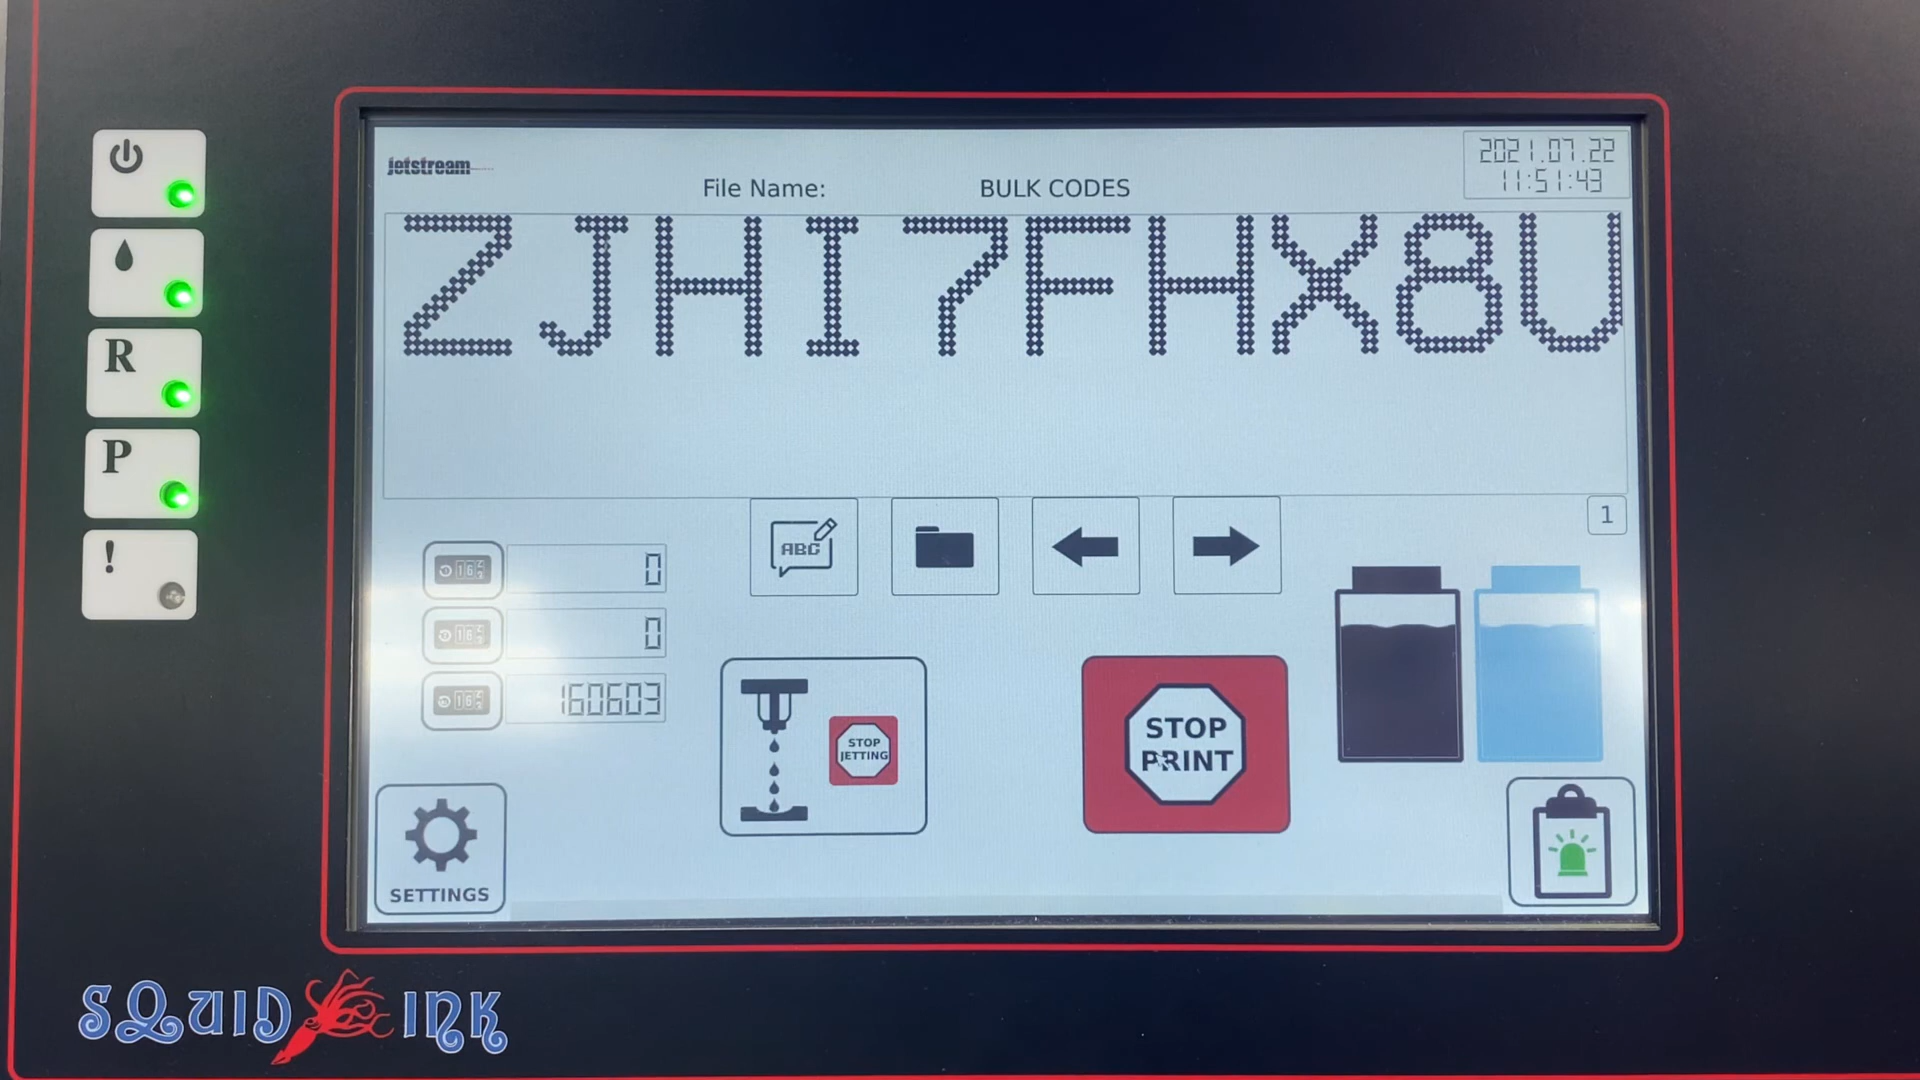 jetstream
File Name: BULK CODES
2021.07.22
11:51:43
ZJHI7FHX8U
R
P
!
ABC
1
0
0
160603
STOP
JETTING
STOP
PRINT
SETTINGS
SQUID INK